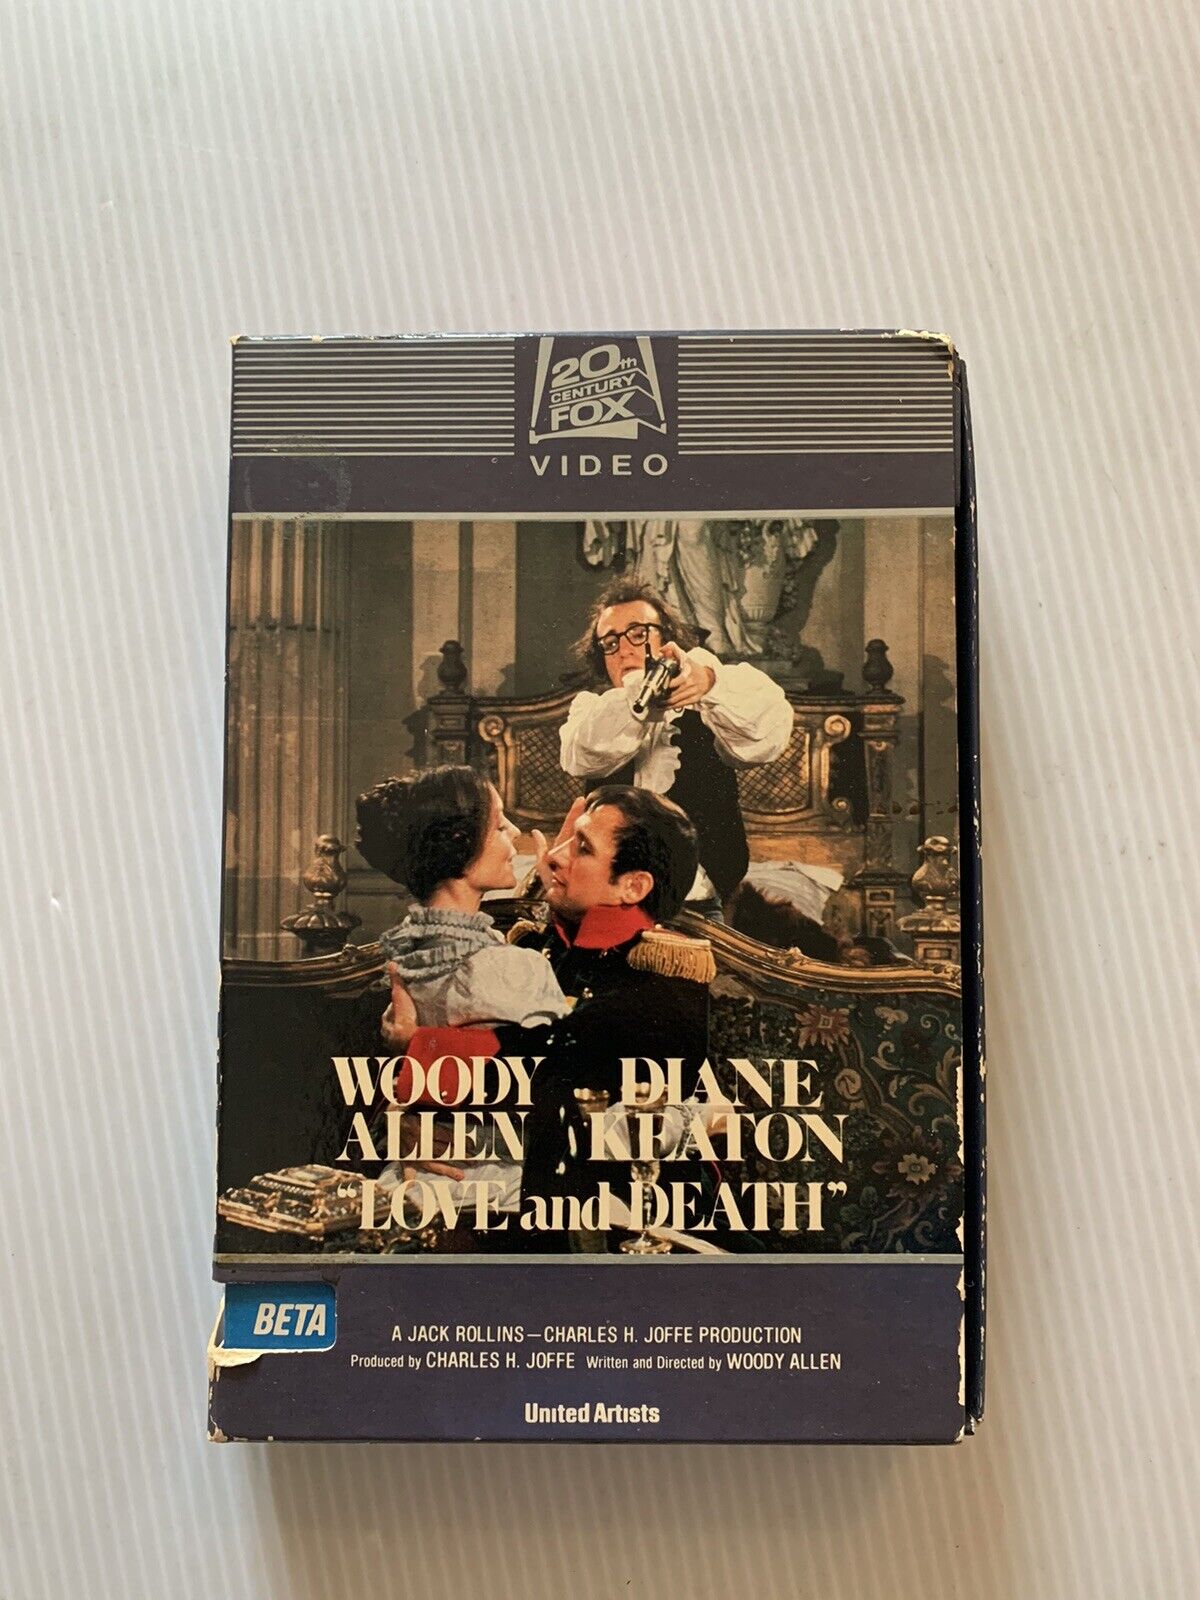 20th
CENTURY
FOX
VIDEO
WOODY DIANE
ALLEN KEATON
"LOVE and DEATH"
BETA
A JACK ROLLINS—CHARLES H. JOFFE PRODUCTION
Produced by CHARLES H. JOFFE Written and Directed by WOODY ALLEN
United Artists